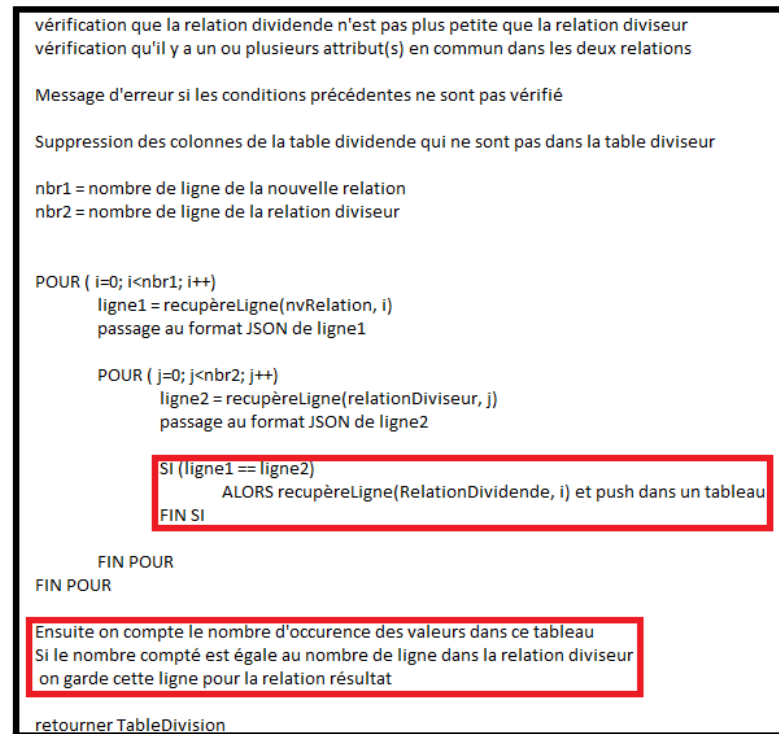 vérification que la relation dividende n'est pas plus petite que la relation diviseur
vérification qu'il y a un ou plusieurs attribut(s) en commun dans les deux relations
Message d'erreur si les conditions précédentes ne sont pas vérifié
Suppression des colonnes de la table dividende qui ne sont pas dans la table diviseur
nbr1 = nombre de ligne de la nouvelle relation
nbr2 = nombre de ligne de la relation diviseur
POUR ( i=0; i<nbr1; i++)
ligne1 = recupèreLigne(nvRelation, i)
passage au format JSON de ligne1
POUR ( j=0; j<nbr2; j++)
ligne2 = recupèreLigne(relationDiviseur, j)
passage au format JSON de ligne2
SI (ligne1 == ligne2)
ALORS recupèreLigne(RelationDividende, i) et push dans un tableau
FIN SI
FIN POUR
FIN POUR
Ensuite on compte le nombre d'occurence des valeurs dans ce tableau
Si le nombre compté est égale au nombre de ligne dans la relation diviseur
on garde cette ligne pour la relation résultat
retourner TableDivision